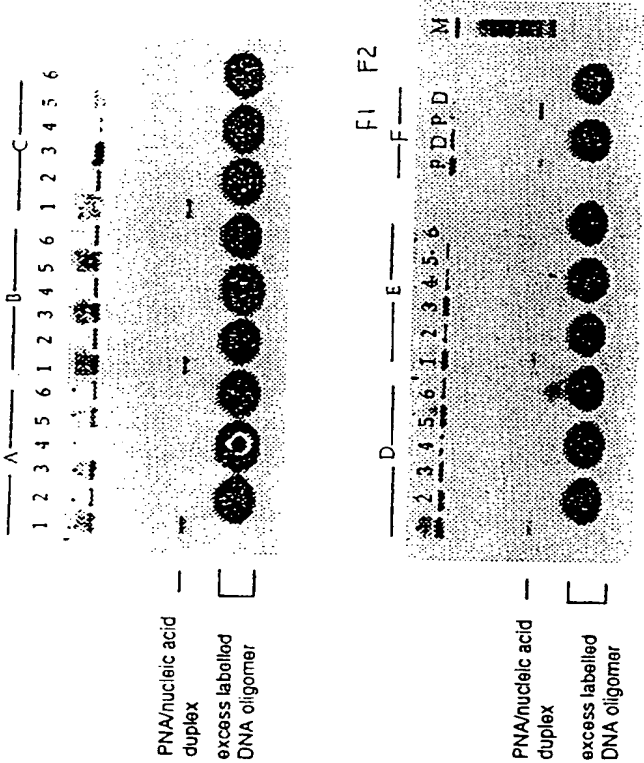 A B C
1 2 3 4 5 6 1 2 3 4 5 6 1 2 3 4 5 6
PNA/nucleic acid
duplex
excess labelled
DNA oligomer
F1 F2
D E F M
2 3 4 5 6 1 2 3 4 5 6 P D P D
PNA/nucleic acid
duplex
excess labelled
DNA oligomer